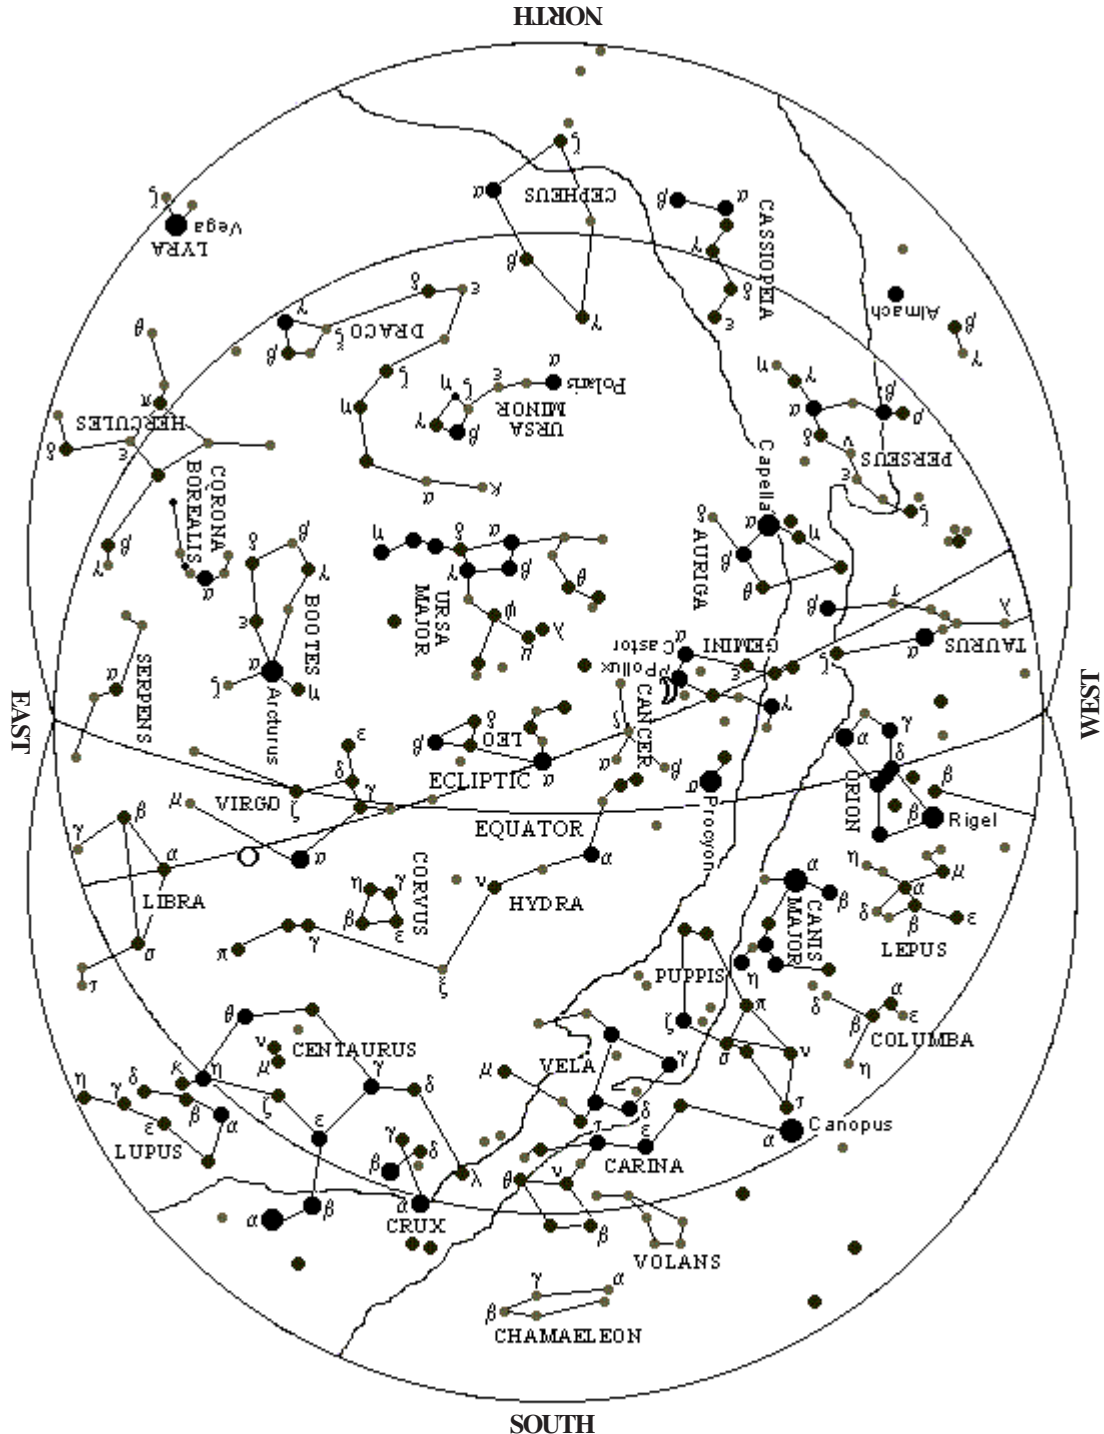 NORTH
ζ
α
CEPHEUS
β
γ
β
α
CASSIOPEIA
γ
δ
ε
ζ
Vega
LYRA
Almach
β
γ
γ
β
ξ
DRACO
δ
ε
ζ
η
α
κ
α
Polaris
ε
ζ
η
γ
β
URSA
MINOR
θ
π
HERCULES
δ
ε
β
γ
η
γ
α
β
ρ
δ
ν
ε
PERSEUS
ζ
Capella
α
η
δ
β
θ
AURIGA
CORONA
BOREALIS
α
β
δ
γ
ε
BOOTES
α
ζ
η
Arcturus
η
δ
α
γ
β
θ
URSA
MAJOR
ψ
λ
μ
β
τ
λ
α
ζ
TAURUS
α
Castor
GEMINI
β
Pollux
ε
γ
SERPENS
α
EAST
WEST
δ
β
LEO
α
ECLIPTIC
δ
CANCER
α
β
ε
δ
γ
VIRGO
ζ
α
μ
EQUATOR
α
Procyon
α
γ
δ
ORION
β
β
Rigel
γ
β
α
LIBRA
σ
τ
η
γ
β
ε
CORVUS
ν
HYDRA
α
ξ
γ
π
α
β
CANIS
MAJOR
η
η
μ
α
δ
β
ε
LEPUS
PUPPIS
π
ζ
σ
ν
τ
δ
α
β
ε
COLUMBA
η
θ
ν
μ
CENTAURUS
κ
η
γ
δ
ζ
ε
λ
α
β
η
γ
δ
β
α
ε
LUPUS
VELA
μ
γ
δ
τ
ε
CARINA
ν
θ
β
α
Canopus
γ
δ
β
α
CRUX
VOLANS
γ
α
β
CHAMAELEON
SOUTH